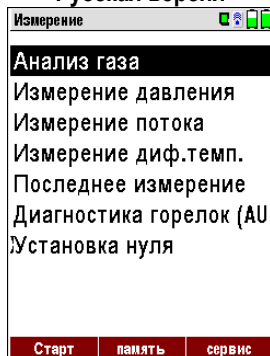 Русская версия
Измерение
Анализ газа
Измерение давления
Измерение потока
Измерение диф.темп.
Последнее измерение
Диагностика горелок (AU
Установка нуля
Старт память сервис